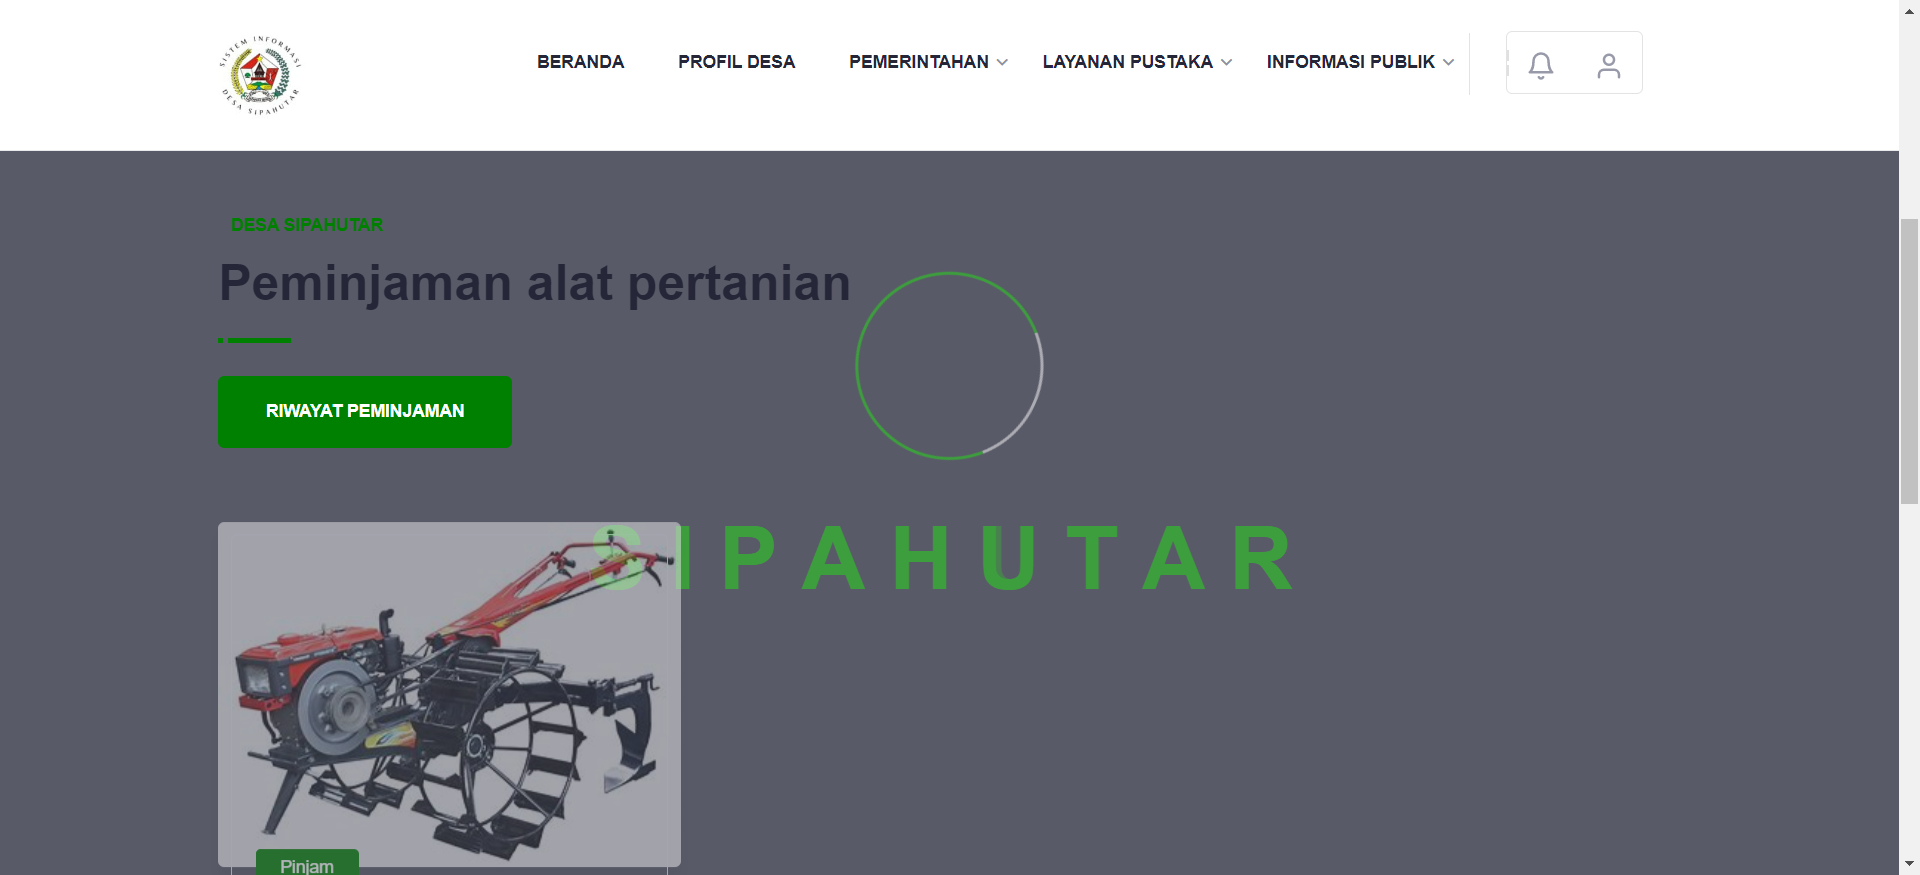 SISTEM INFORMASI
DESA SIPAHUTAR
BERANDA
PROFIL DESA
PEMERINTAHAN
LAYANAN PUSTAKA
INFORMASI PUBLIK
DESA SIPAHUTAR
Peminjaman alat pertanian
RIWAYAT PEMINJAMAN
SIPAHUTAR
Pinjam